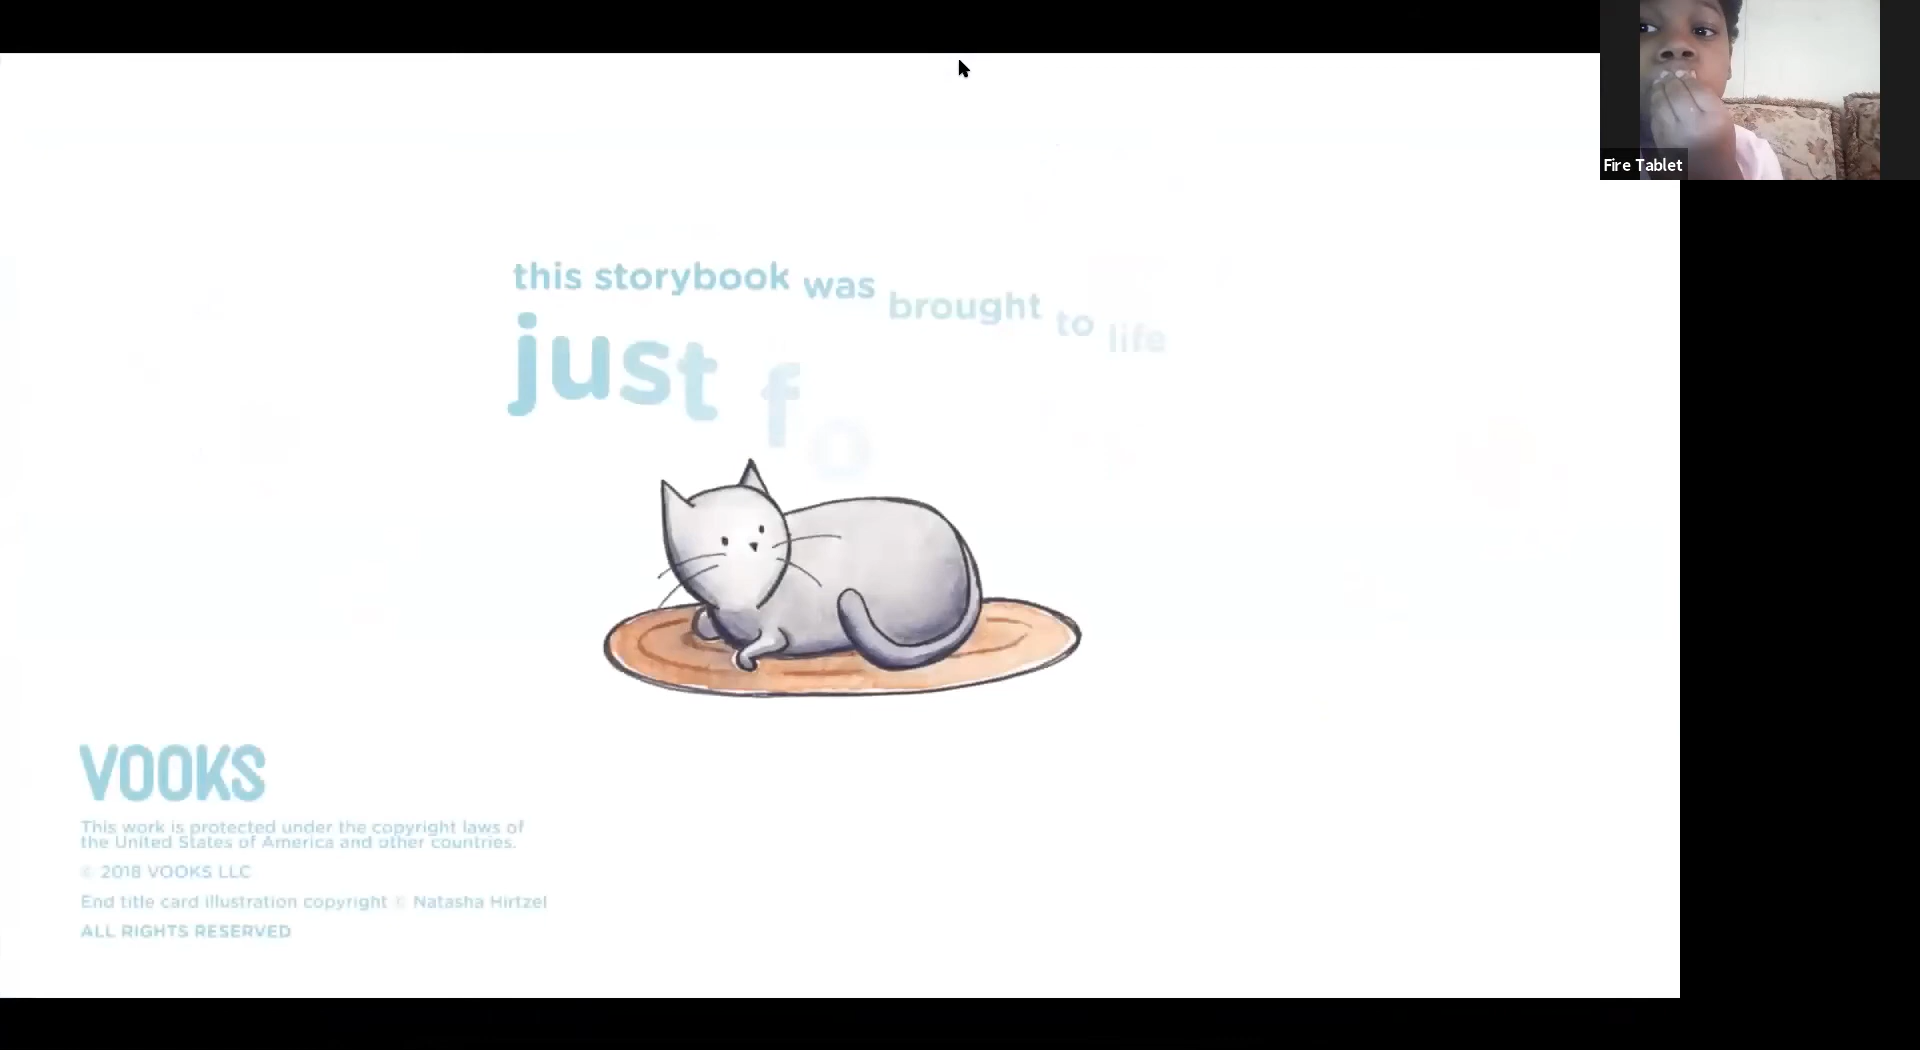 Fire Tablet
this storybook was brought to life
just fo
VOOKS
This work is protected under the copyright laws of
the United States of America and other countries.
© 2018 VOOKS LLC
End title card illustration copyright © Natasha Hirtzel
ALL RIGHTS RESERVED